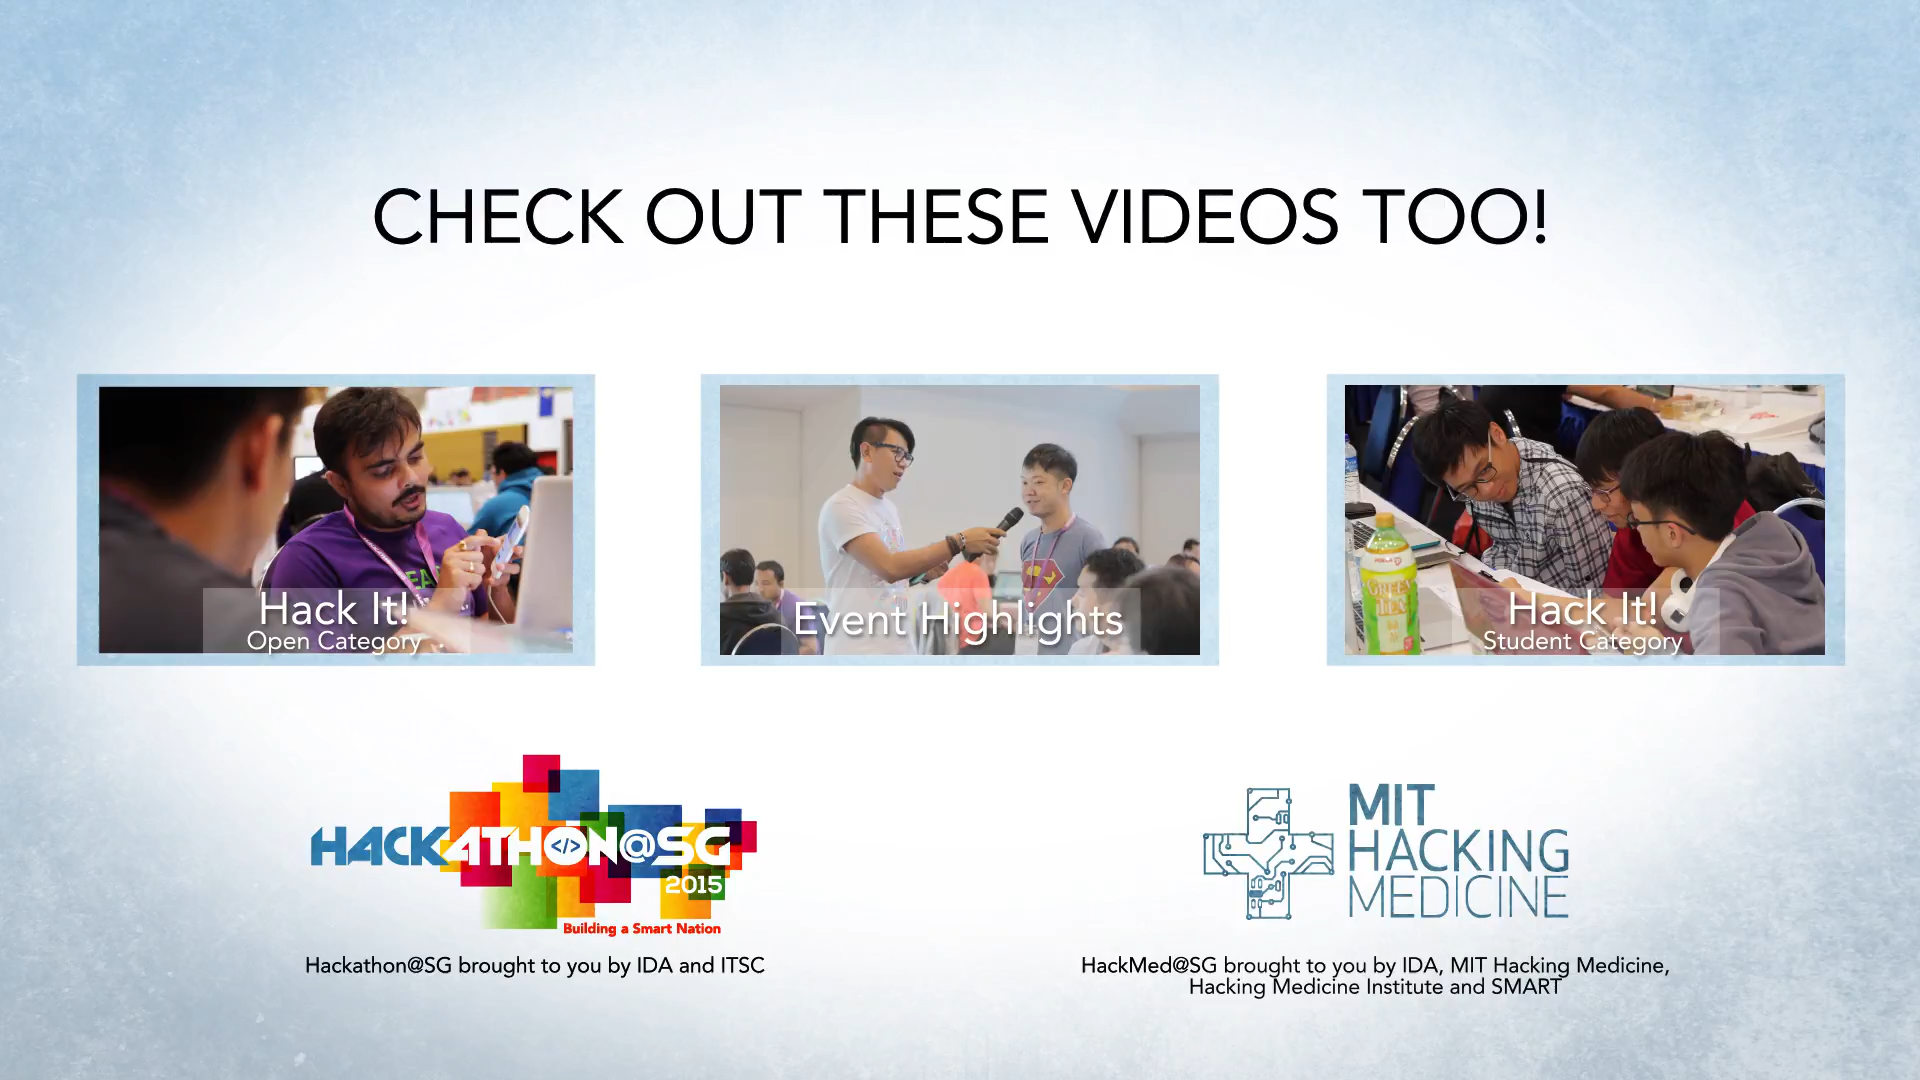 CHECK OUT THESE VIDEOS TOO!
Hack It!
Open Category
Event Highlights
Hack It!
Student Category
GREEN
TEA
HACKATHON@SG
2015
Building a Smart Nation
Hackathon@SG brought to you by IDA and ITSC
MIT
HACKING
MEDICINE
HackMed@SG brought to you by IDA, MIT Hacking Medicine,
Hacking Medicine Institute and SMART